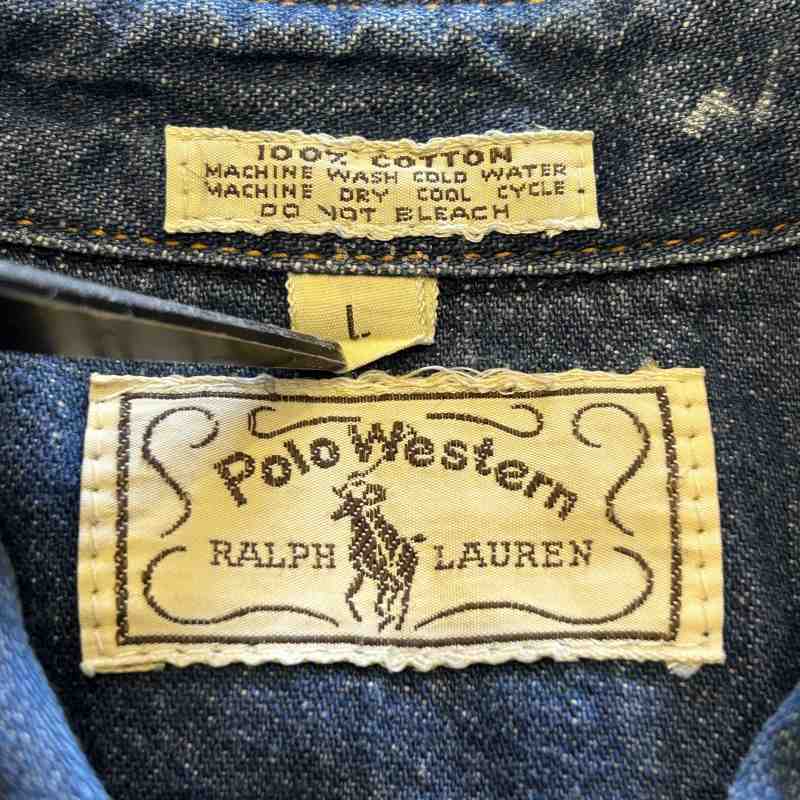 100% COTTON
MACHINE WASH COLD WATER
MACHINE DRY COOL CYCLE.
DO NOT BLEACH
L
Polo Western
RALPH LAUREN